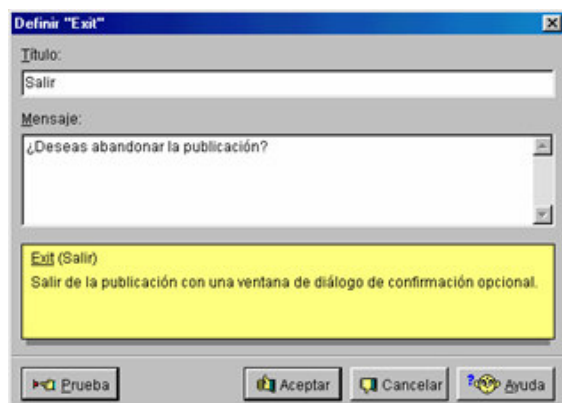 Definir "Exit"
Título:
Salir
Mensaje:
¿Deseas abandonar la publicación?
Exit (Salir)
Salir de la publicación con una ventana de diálogo de confirmación opcional.
Prueba
Aceptar
Cancelar
Ayuda